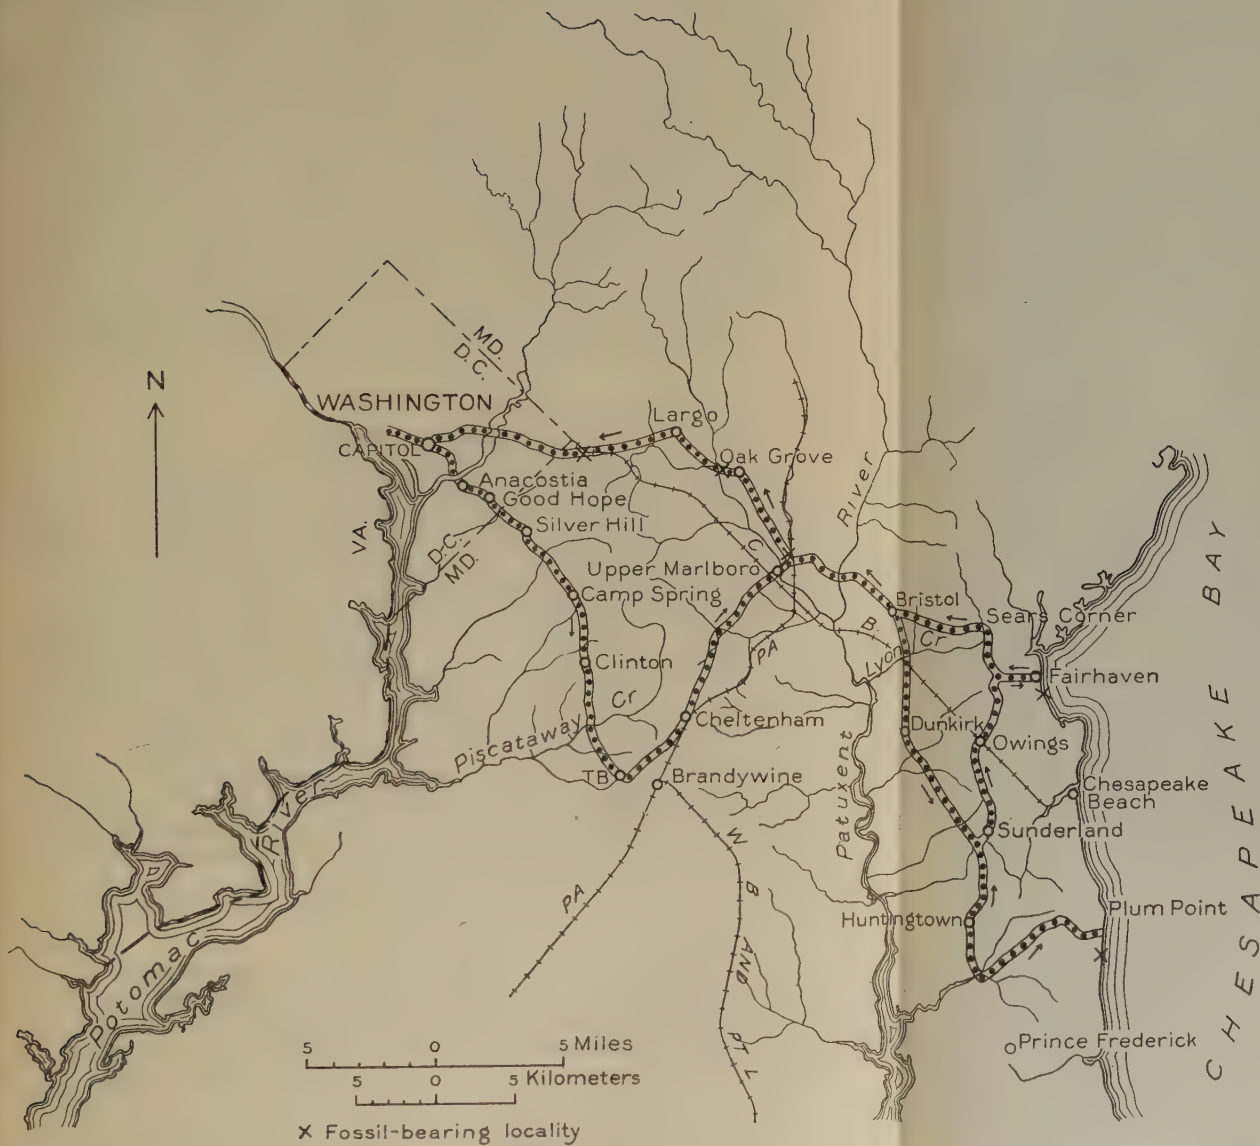 N
MD.
D.C.
WASHINGTON
CAPITOL
Largo
Oak Grove
Anacostia
Good Hope
Silver Hill
VA.
D.C.
MD.
Upper Marlboro
Camp Spring
C.
B.
River
Bristol
Sears Corner
Lyon Cr
Clinton
PA
Fairhaven
Cr
Piscataway
Cheltenham
Dunkirk
Owings
TB
Brandywine
Chesapeake
Beach
Patuxent
Sunderland
River
W
B
AND
PT L
PA
Huntingtown
Plum Point
Potomac
Prince Frederick
CHESAPEAKE BAY
5 0 5 Miles
5 0 5 Kilometers
X Fossil-bearing locality